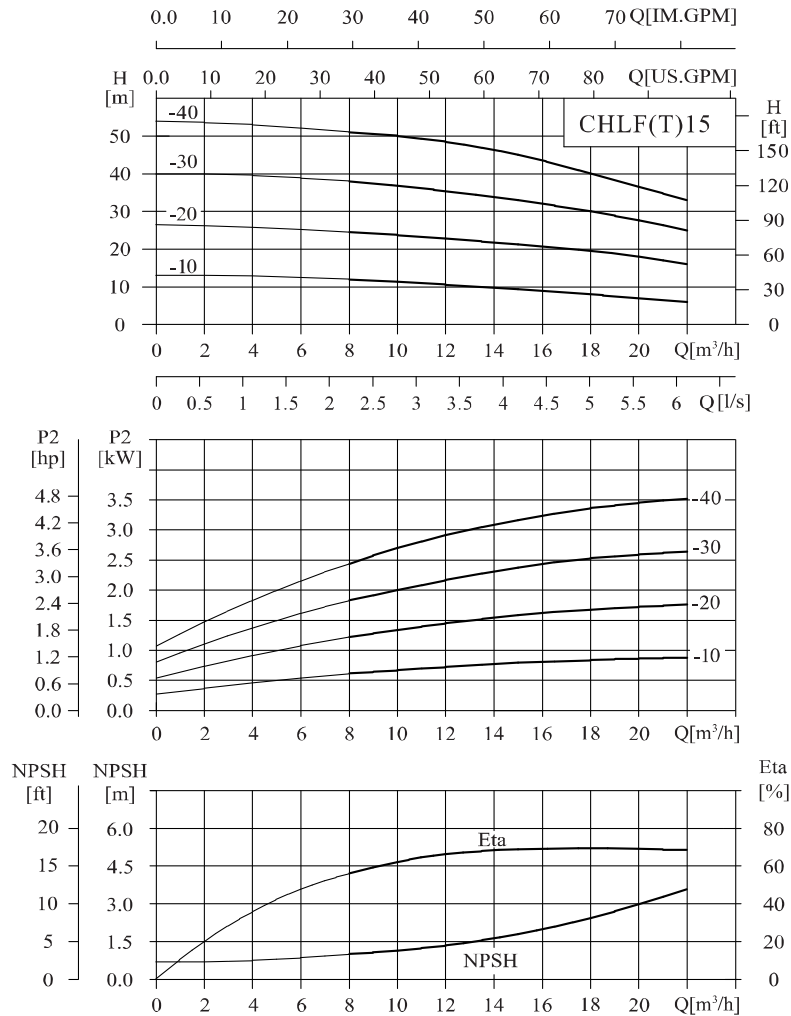 0.0 10 20 30 40 50 60 70 Q[IM.GPM]
0.0 10 20 30 40 50 60 70 80 Q[US.GPM]
H
[m]
H
[ft]
CHLF(T)15
-40
-30
-20
-10
50
40
30
20
10
0
150
120
90
60
30
0
0 2 4 6 8 10 12 14 16 18 20 Q[m³/h]
0 0.5 1 1.5 2 2.5 3 3.5 4 4.5 5 5.5 6 Q[l/s]
P2
[hp]
P2
[kW]
4.8
4.2
3.6
3.0
2.4
1.8
1.2
0.6
0.0
3.5
3.0
2.5
2.0
1.5
1.0
0.5
0.0
-40
-30
-20
-10
0 2 4 6 8 10 12 14 16 18 20 Q[m³/h]
NPSH
[ft]
NPSH
[m]
Eta
[%]
20
15
10
5
0
6.0
4.5
3.0
1.5
0.0
Eta
NPSH
80
60
40
20
0
0 2 4 6 8 10 12 14 16 18 20 Q[m³/h]